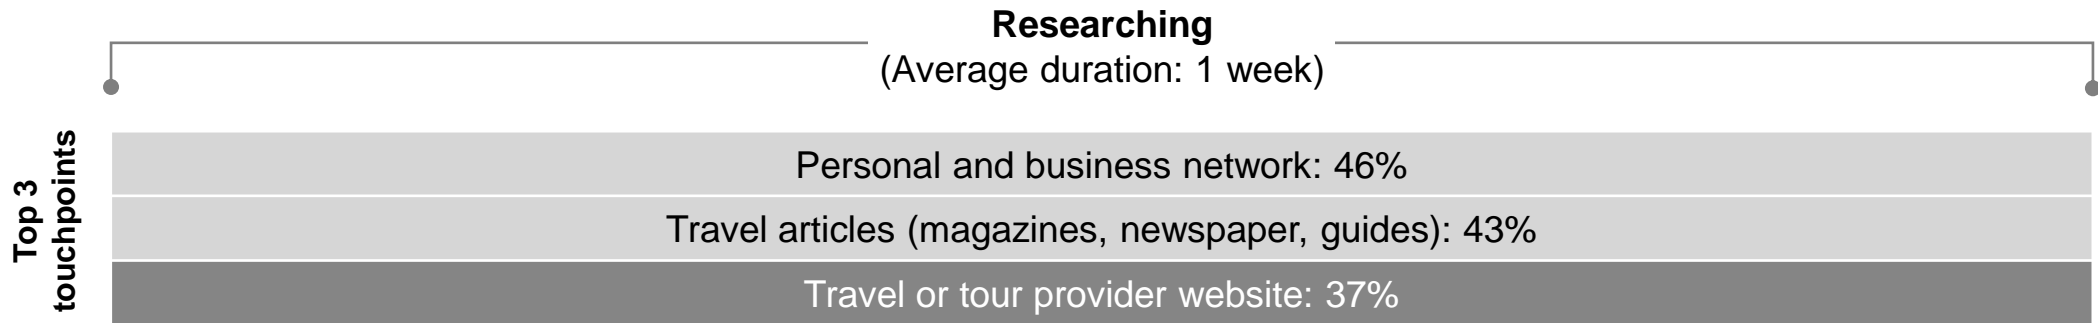 Researching
(Average duration: 1 week)
Top 3
touchpoints
Personal and business network: 46%
Travel articles (magazines, newspaper, guides): 43%
Travel or tour provider website: 37%